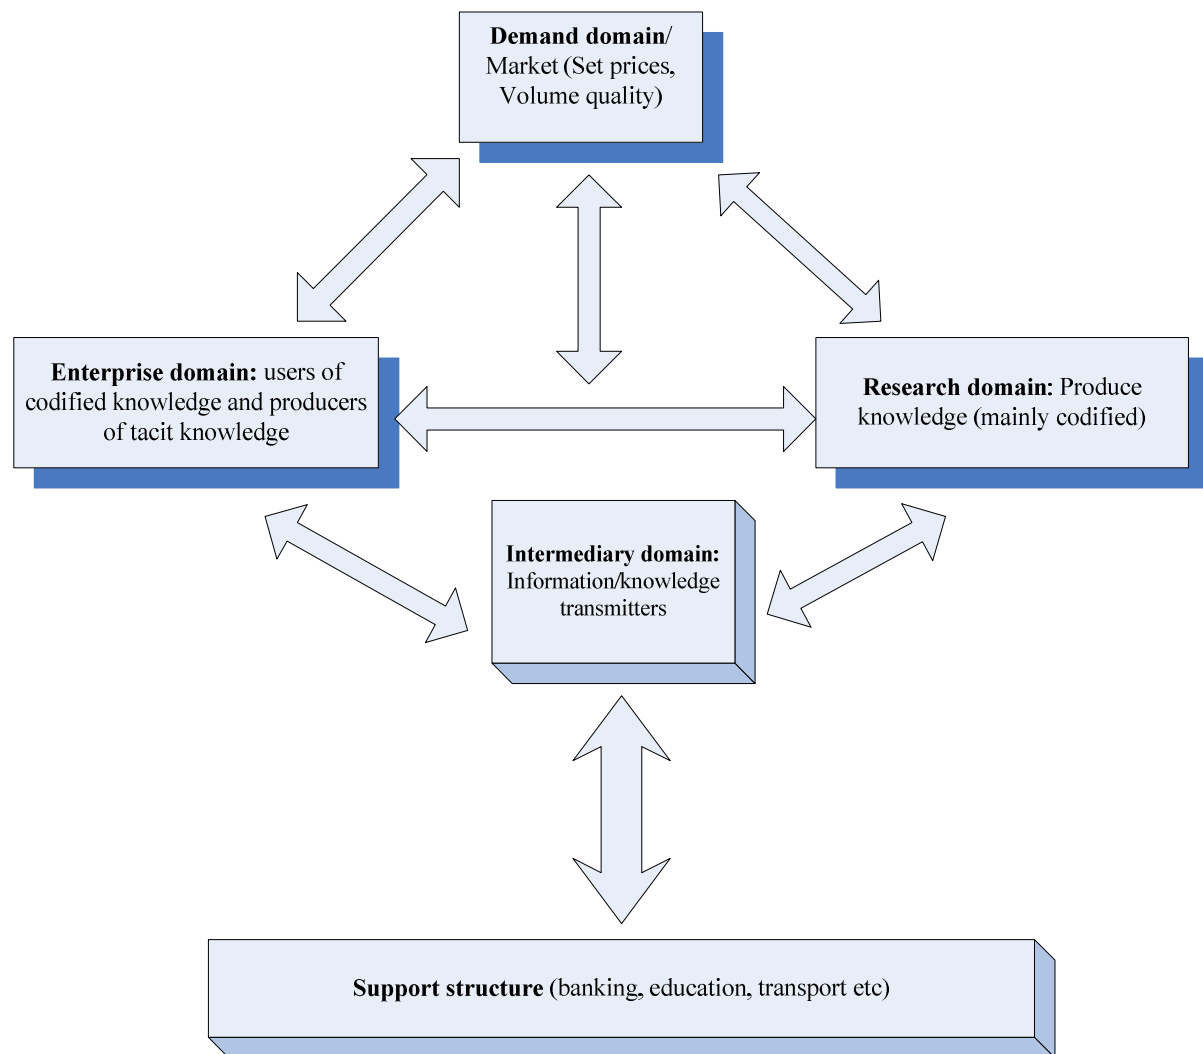 Demand domain/
Market (Set prices,
Volume quality)
Enterprise domain: users of
codified knowledge and producers
of tacit knowledge
Research domain: Produce
knowledge (mainly codified)
Intermediary domain:
Information/knowledge
transmitters
Support structure (banking, education, transport etc)